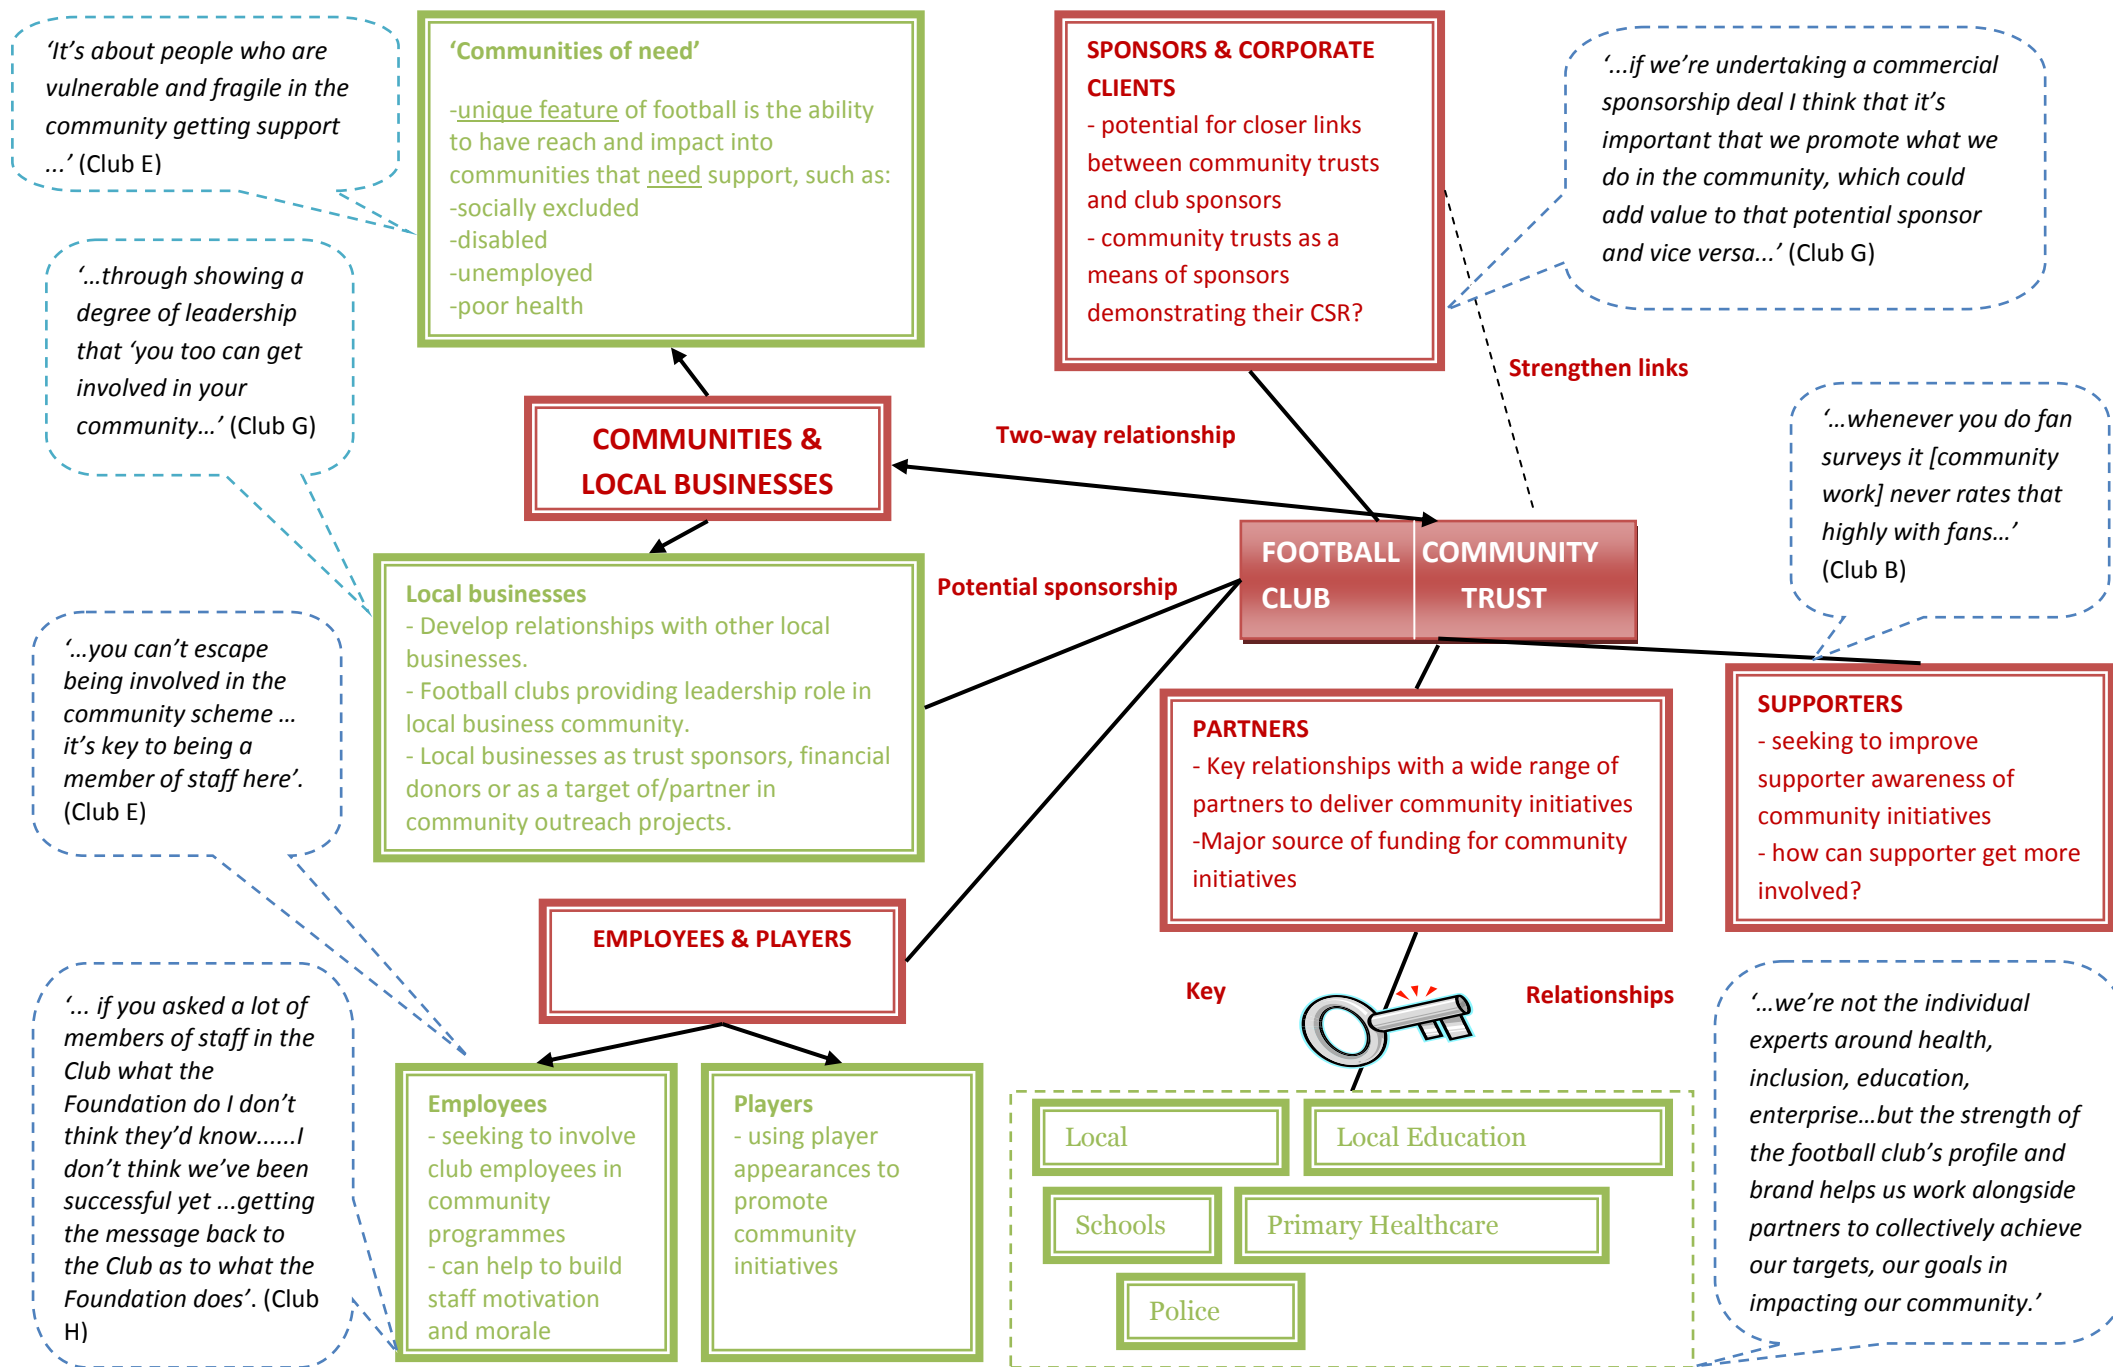 ‘It’s about people who are
vulnerable and fragile in the
community getting support
...’ (Club E)
‘Communities of need’
-unique feature of football is the ability
to have reach and impact into
communities that need support, such as:
-socially excluded
-disabled
-unemployed
-poor health
SPONSORS & CORPORATE
CLIENTS
- potential for closer links
between community trusts
and club sponsors
- community trusts as a
means of sponsors
demonstrating their CSR?
‘...if we’re undertaking a commercial
sponsorship deal I think that it’s
important that we promote what we
do in the community, which could
add value to that potential sponsor
and vice versa...’ (Club G)
‘…through showing a
degree of leadership
that ‘you too can get
involved in your
community…’ (Club G)
Strengthen links
COMMUNITIES &
LOCAL BUSINESSES
Two-way relationship
‘…whenever you do fan
surveys it [community
work] never rates that
highly with fans…’
(Club B)
FOOTBALL
CLUB
COMMUNITY
TRUST
Local businesses
- Develop relationships with other local
businesses.
- Football clubs providing leadership role in
local business community.
- Local businesses as trust sponsors, financial
donors or as a target of/partner in
community outreach projects.
Potential sponsorship
‘…you can’t escape
being involved in the
community scheme …
it’s key to being a
member of staff here’.
(Club E)
PARTNERS
- Key relationships with a wide range of
partners to deliver community initiatives
-Major source of funding for community
initiatives
SUPPORTERS
- seeking to improve
supporter awareness of
community initiatives
- how can supporter get more
involved?
EMPLOYEES & PLAYERS
Key
Relationships
‘... if you asked a lot of
members of staff in the
Club what the
Foundation do I don’t
think they’d know......I
don’t think we’ve been
successful yet ...getting
the message back to
the Club as to what the
Foundation does’. (Club
H)
Employees
- seeking to involve
club employees in
community
programmes
- can help to build
staff motivation
and morale
Players
- using player
appearances to
promote
community
initiatives
Local
Local Education
Schools
Primary Healthcare
Police
‘…we’re not the individual
experts around health,
inclusion, education,
enterprise…but the strength of
the football club’s profile and
brand helps us work alongside
partners to collectively achieve
our targets, our goals in
impacting our community.’